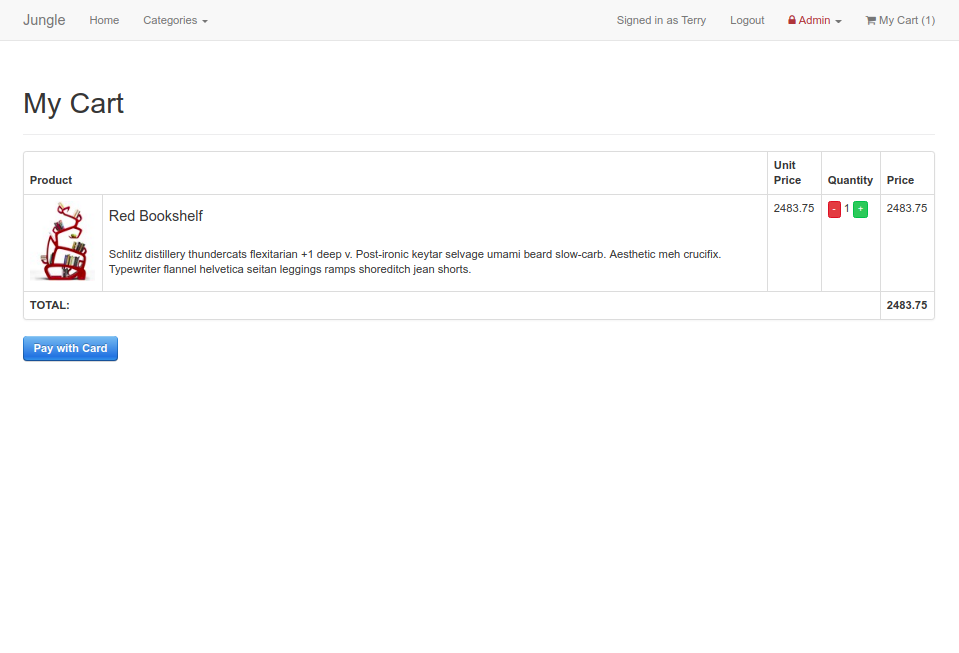 Jungle Home Categories Signed in as Terry Logout Admin My Cart (1)
My Cart
Product Unit Price Quantity Price
Red Bookshelf 2483.75 - 1 + 2483.75
Schlitz distillery thundercats flexitarian +1 deep v. Post-ironic keytar selvage umami beard slow-carb. Aesthetic meh crucifix.
Typewriter flannel helvetica seitan leggings ramps shoreditch jean shorts.
TOTAL: 2483.75
Pay with Card